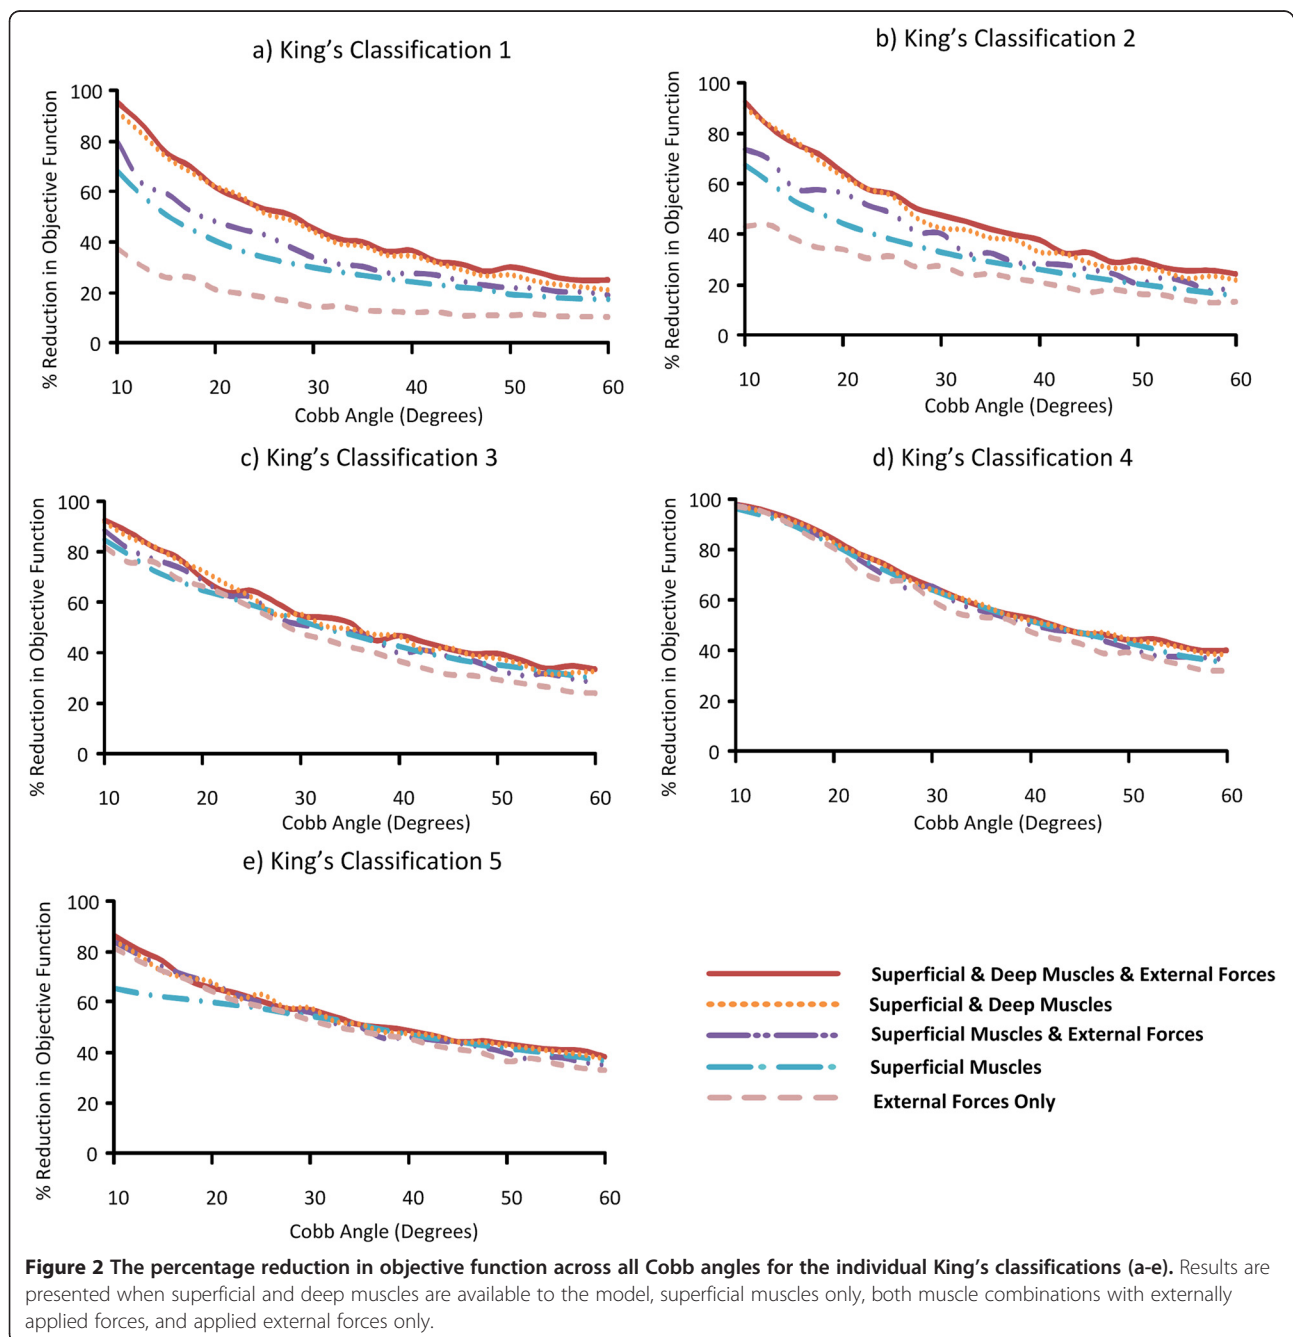 a) King's Classification 1
% Reduction in Objective Function
100
80
60
40
20
0
10 20 30 40 50 60
Cobb Angle (Degrees)
b) King's Classification 2
% Reduction in Objective Function
100
80
60
40
20
0
10 20 30 40 50 60
Cobb Angle (Degrees)
c) King's Classification 3
% Reduction in Objective Function
100
80
60
40
20
0
10 20 30 40 50 60
Cobb Angle (Degrees)
d) King's Classification 4
% Reduction in Objective Function
100
80
60
40
20
0
10 20 30 40 50 60
Cobb Angle (Degrees)
e) King's Classification 5
% Reduction in Objective Function
100
80
60
40
20
0
10 20 30 40 50 60
Cobb Angle (Degrees)
Superficial & Deep Muscles & External Forces
Superficial & Deep Muscles
Superficial Muscles & External Forces
Superficial Muscles
External Forces Only
Figure 2 The percentage reduction in objective function across all Cobb angles for the individual King's classifications (a-e). Results are
presented when superficial and deep muscles are available to the model, superficial muscles only, both muscle combinations with externally
applied forces, and applied external forces only.